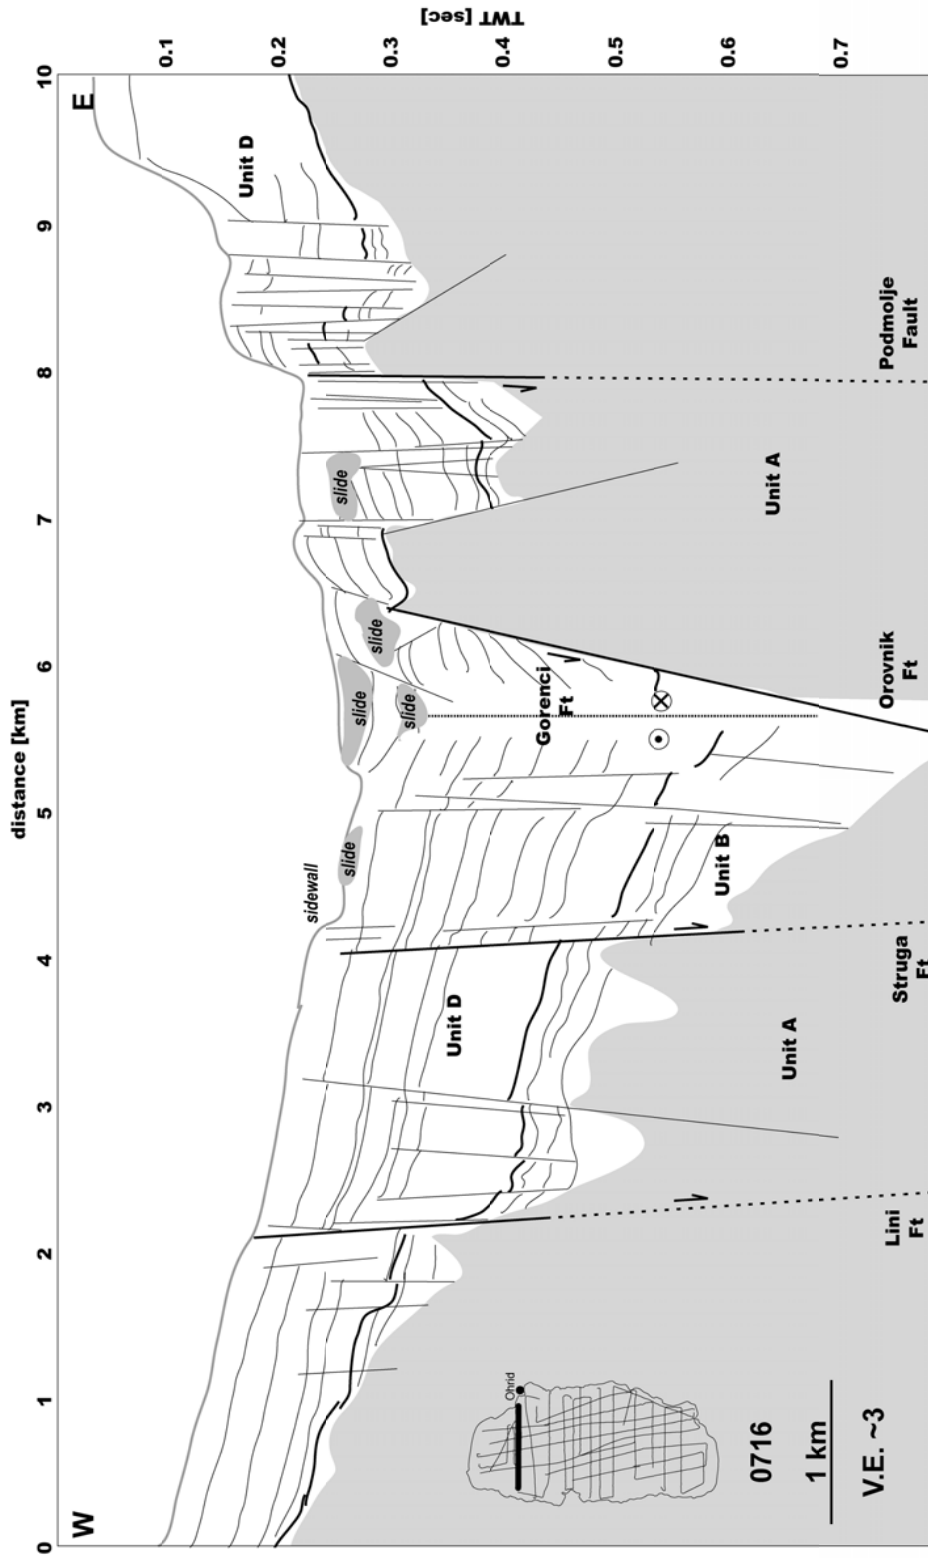 distance [km]
0
1
2
3
4
5
6
7
8
9
10
W
E
TWT [sec]
0.1
0.2
0.3
0.4
0.5
0.6
0.7
sidewall
slide
slide
slide
slide
slide
Unit D
Unit D
Unit B
Unit A
Unit A
Gorenci
Ft
Lini
Ft
Struga
Ft
Orovnik
Ft
Podmolje
Fault
Ohrid
0716
1 km
V.E. ~3